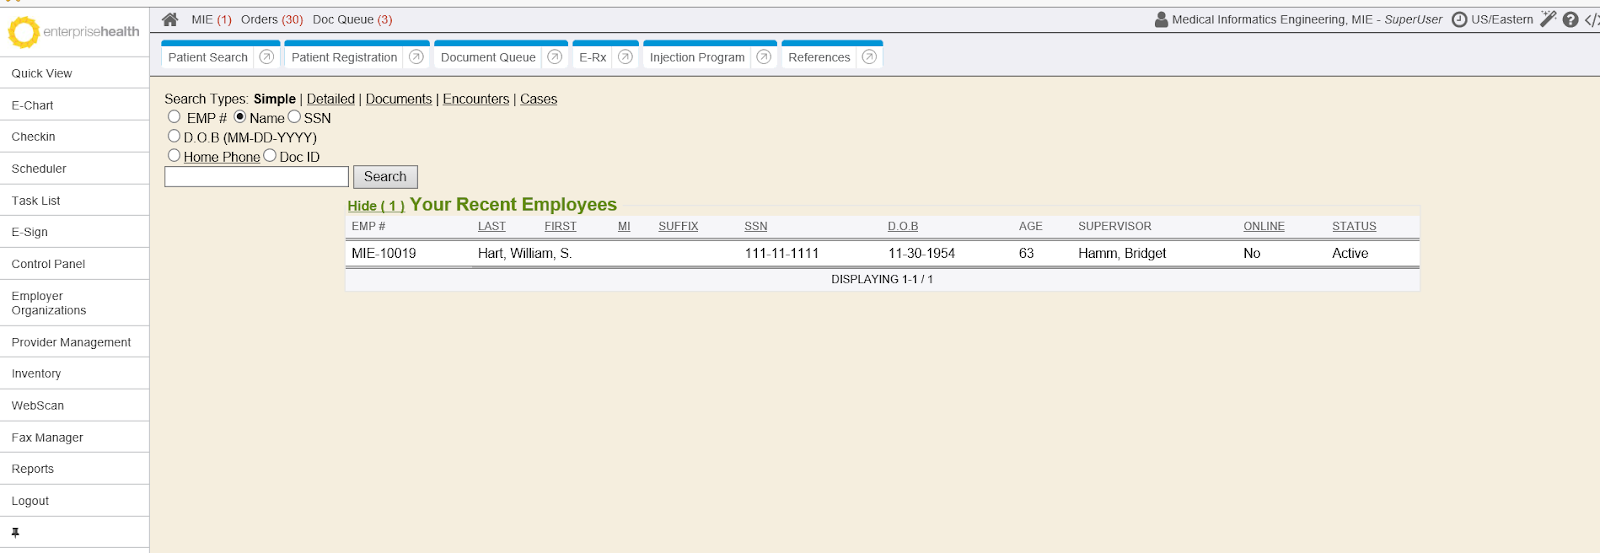 enterprisehealth
MIE (1) Orders (30) Doc Queue (3)
Medical Informatics Engineering, MIE - SuperUser US/Eastern
Patient Search
Patient Registration
Document Queue
E-Rx
Injection Program
References
Quick View
E-Chart
Checkin
Scheduler
Task List
E-Sign
Control Panel
Employer
Organizations
Provider Management
Inventory
WebScan
Fax Manager
Reports
Logout
Search Types: Simple | Detailed | Documents | Encounters | Cases
EMP # Name SSN
D.O.B (MM-DD-YYYY)
Home Phone Doc ID
Search
Hide ( 1 ) Your Recent Employees
EMP # LAST FIRST MI SUFFIX SSN D.O.B AGE SUPERVISOR ONLINE STATUS
MIE-10019 Hart, William, S. 111-11-1111 11-30-1954 63 Hamm, Bridget No Active
DISPLAYING 1-1 / 1